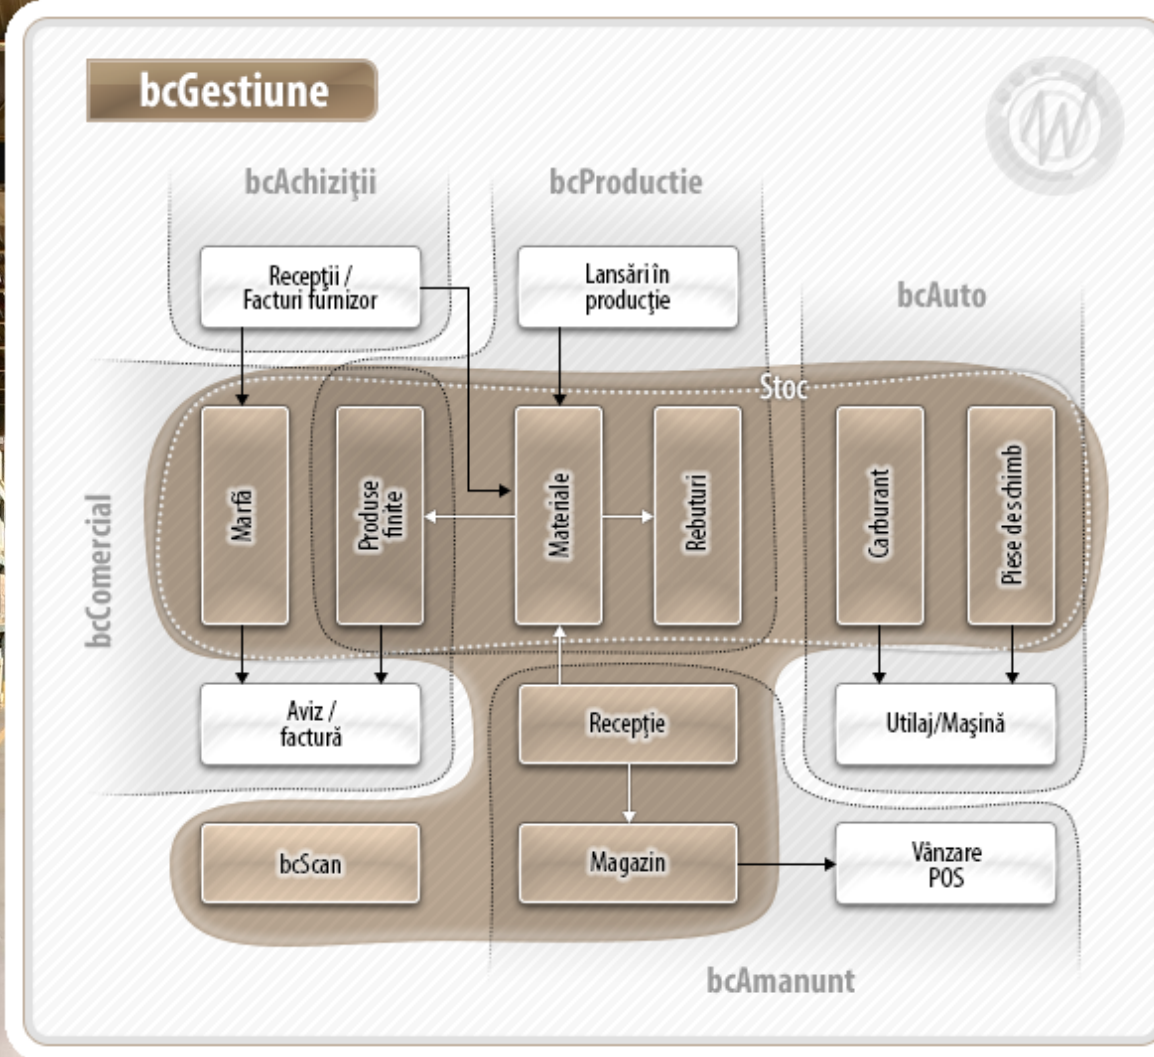 bcGestiune
bcAchiziţii
bcProductie
Recepţii /
Facturi furnizor
Lansări în
producţie
bcAuto
Stoc
bcComercial
Marfă
Produse
finite
Materiale
Rebuturi
Carburant
Piese de schimb
Aviz /
factură
Recepţie
Utilaj/Maşină
bcScan
Magazin
Vânzare
POS
bcAmanunt